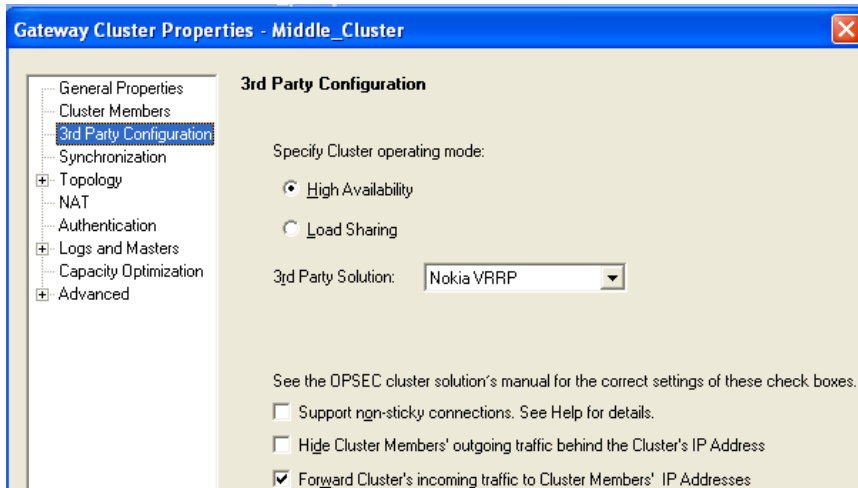 Gateway Cluster Properties - Middle_Cluster
General Properties
Cluster Members
3rd Party Configuration
Synchronization
Topology
NAT
Authentication
Logs and Masters
Capacity Optimization
Advanced
3rd Party Configuration
Specify Cluster operating mode:
High Availability
Load Sharing
3rd Party Solution: Nokia VRRP
See the OPSEC cluster solution's manual for the correct settings of these check boxes.
Support non-sticky connections. See Help for details.
Hide Cluster Members' outgoing traffic behind the Cluster's IP Address
Forward Cluster's incoming traffic to Cluster Members' IP Addresses